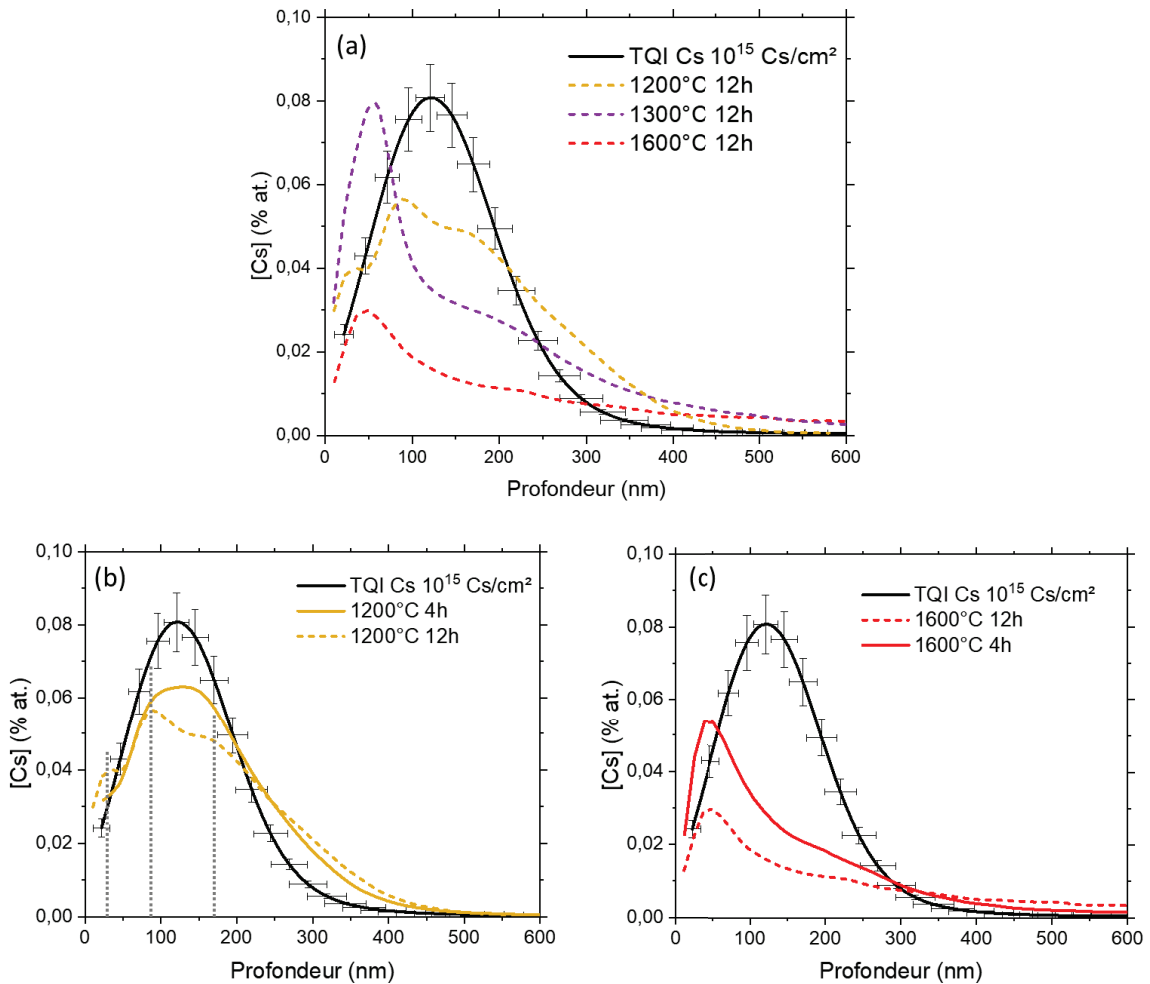 (a)
TQI Cs 10¹⁵ Cs/cm²
1200°C 12h
1300°C 12h
1600°C 12h
[Cs] (% at.)
0,10
0,08
0,06
0,04
0,02
0,00
0 100 200 300 400 500 600
Profondeur (nm)
(b)
TQI Cs 10¹⁵ Cs/cm²
1200°C 4h
1200°C 12h
[Cs] (% at.)
0,10
0,08
0,06
0,04
0,02
0,00
0 100 200 300 400 500 600
Profondeur (nm)
(c)
TQI Cs 10¹⁵ Cs/cm²
1600°C 12h
1600°C 4h
[Cs] (% at.)
0,10
0,08
0,06
0,04
0,02
0,00
0 100 200 300 400 500 600
Profondeur (nm)